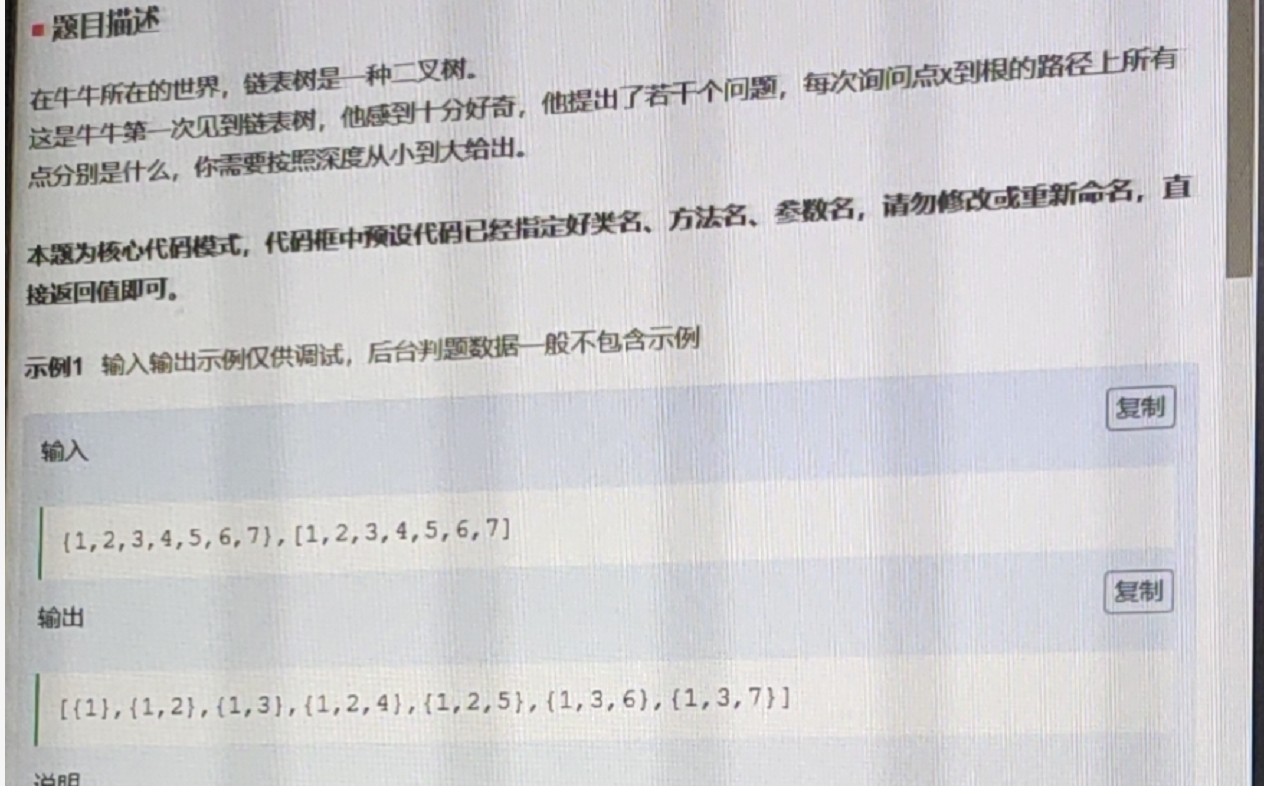 题目描述
在牛牛所在的世界，链表树是一种二叉树。
这是牛牛第一次见到链表树，他感到十分好奇，他提出了若干个问题，每次询问点x到根的路径上所有
点分别是什么，你需要按照深度从小到大给出。
本题为核心代码模式，代码框中预设代码已经指定好类名、方法名、参数名，请勿修改或重新命名，直
接返回值即可。
示例1 输入输出示例仅供调试，后台判题数据一般不包含示例
复制
输入
{1,2,3,4,5,6,7},[1,2,3,4,5,6,7]
复制
输出
[{1},{1,2},{1,3},{1,2,4},{1,2,5},{1,3,6},{1,3,7}]
说明